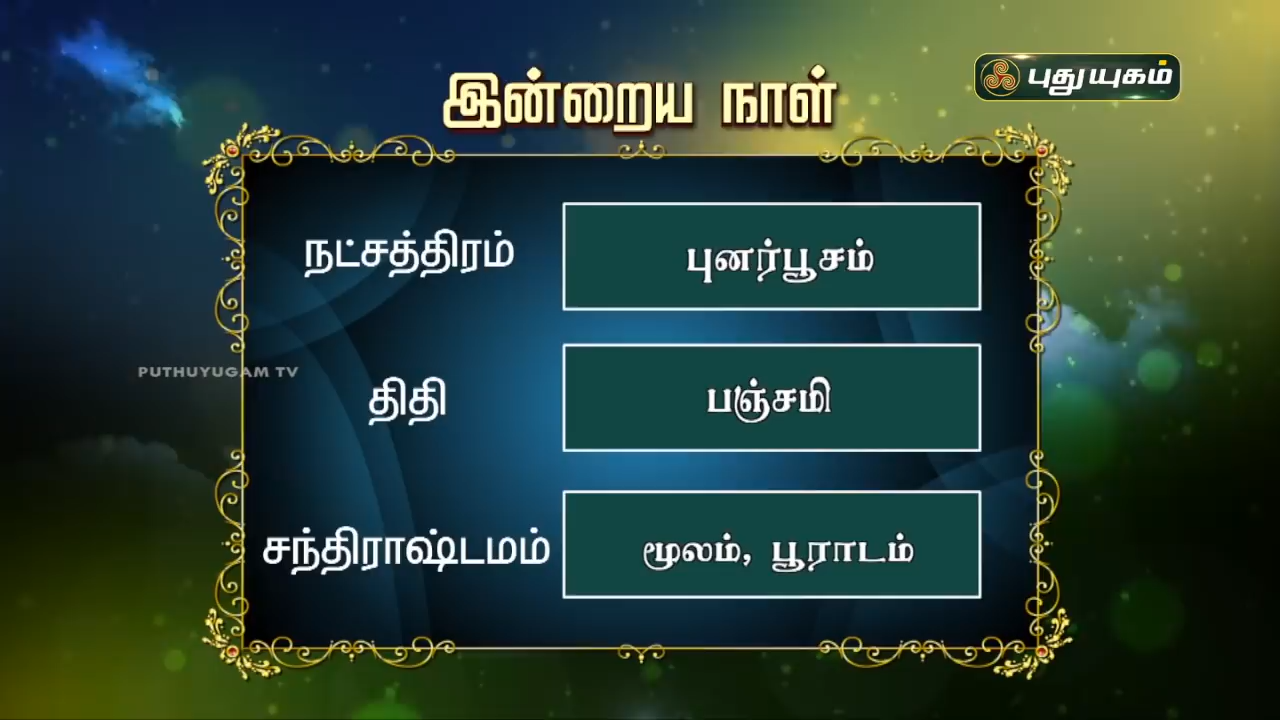 இன்றைய நாள்
புதுயுகம்
நட்சத்திரம்
புனர்பூசம்
PUTHUYUGAM TV
திதி
பஞ்சமி
சந்திராஷ்டமம்
மூலம், பூராடம்